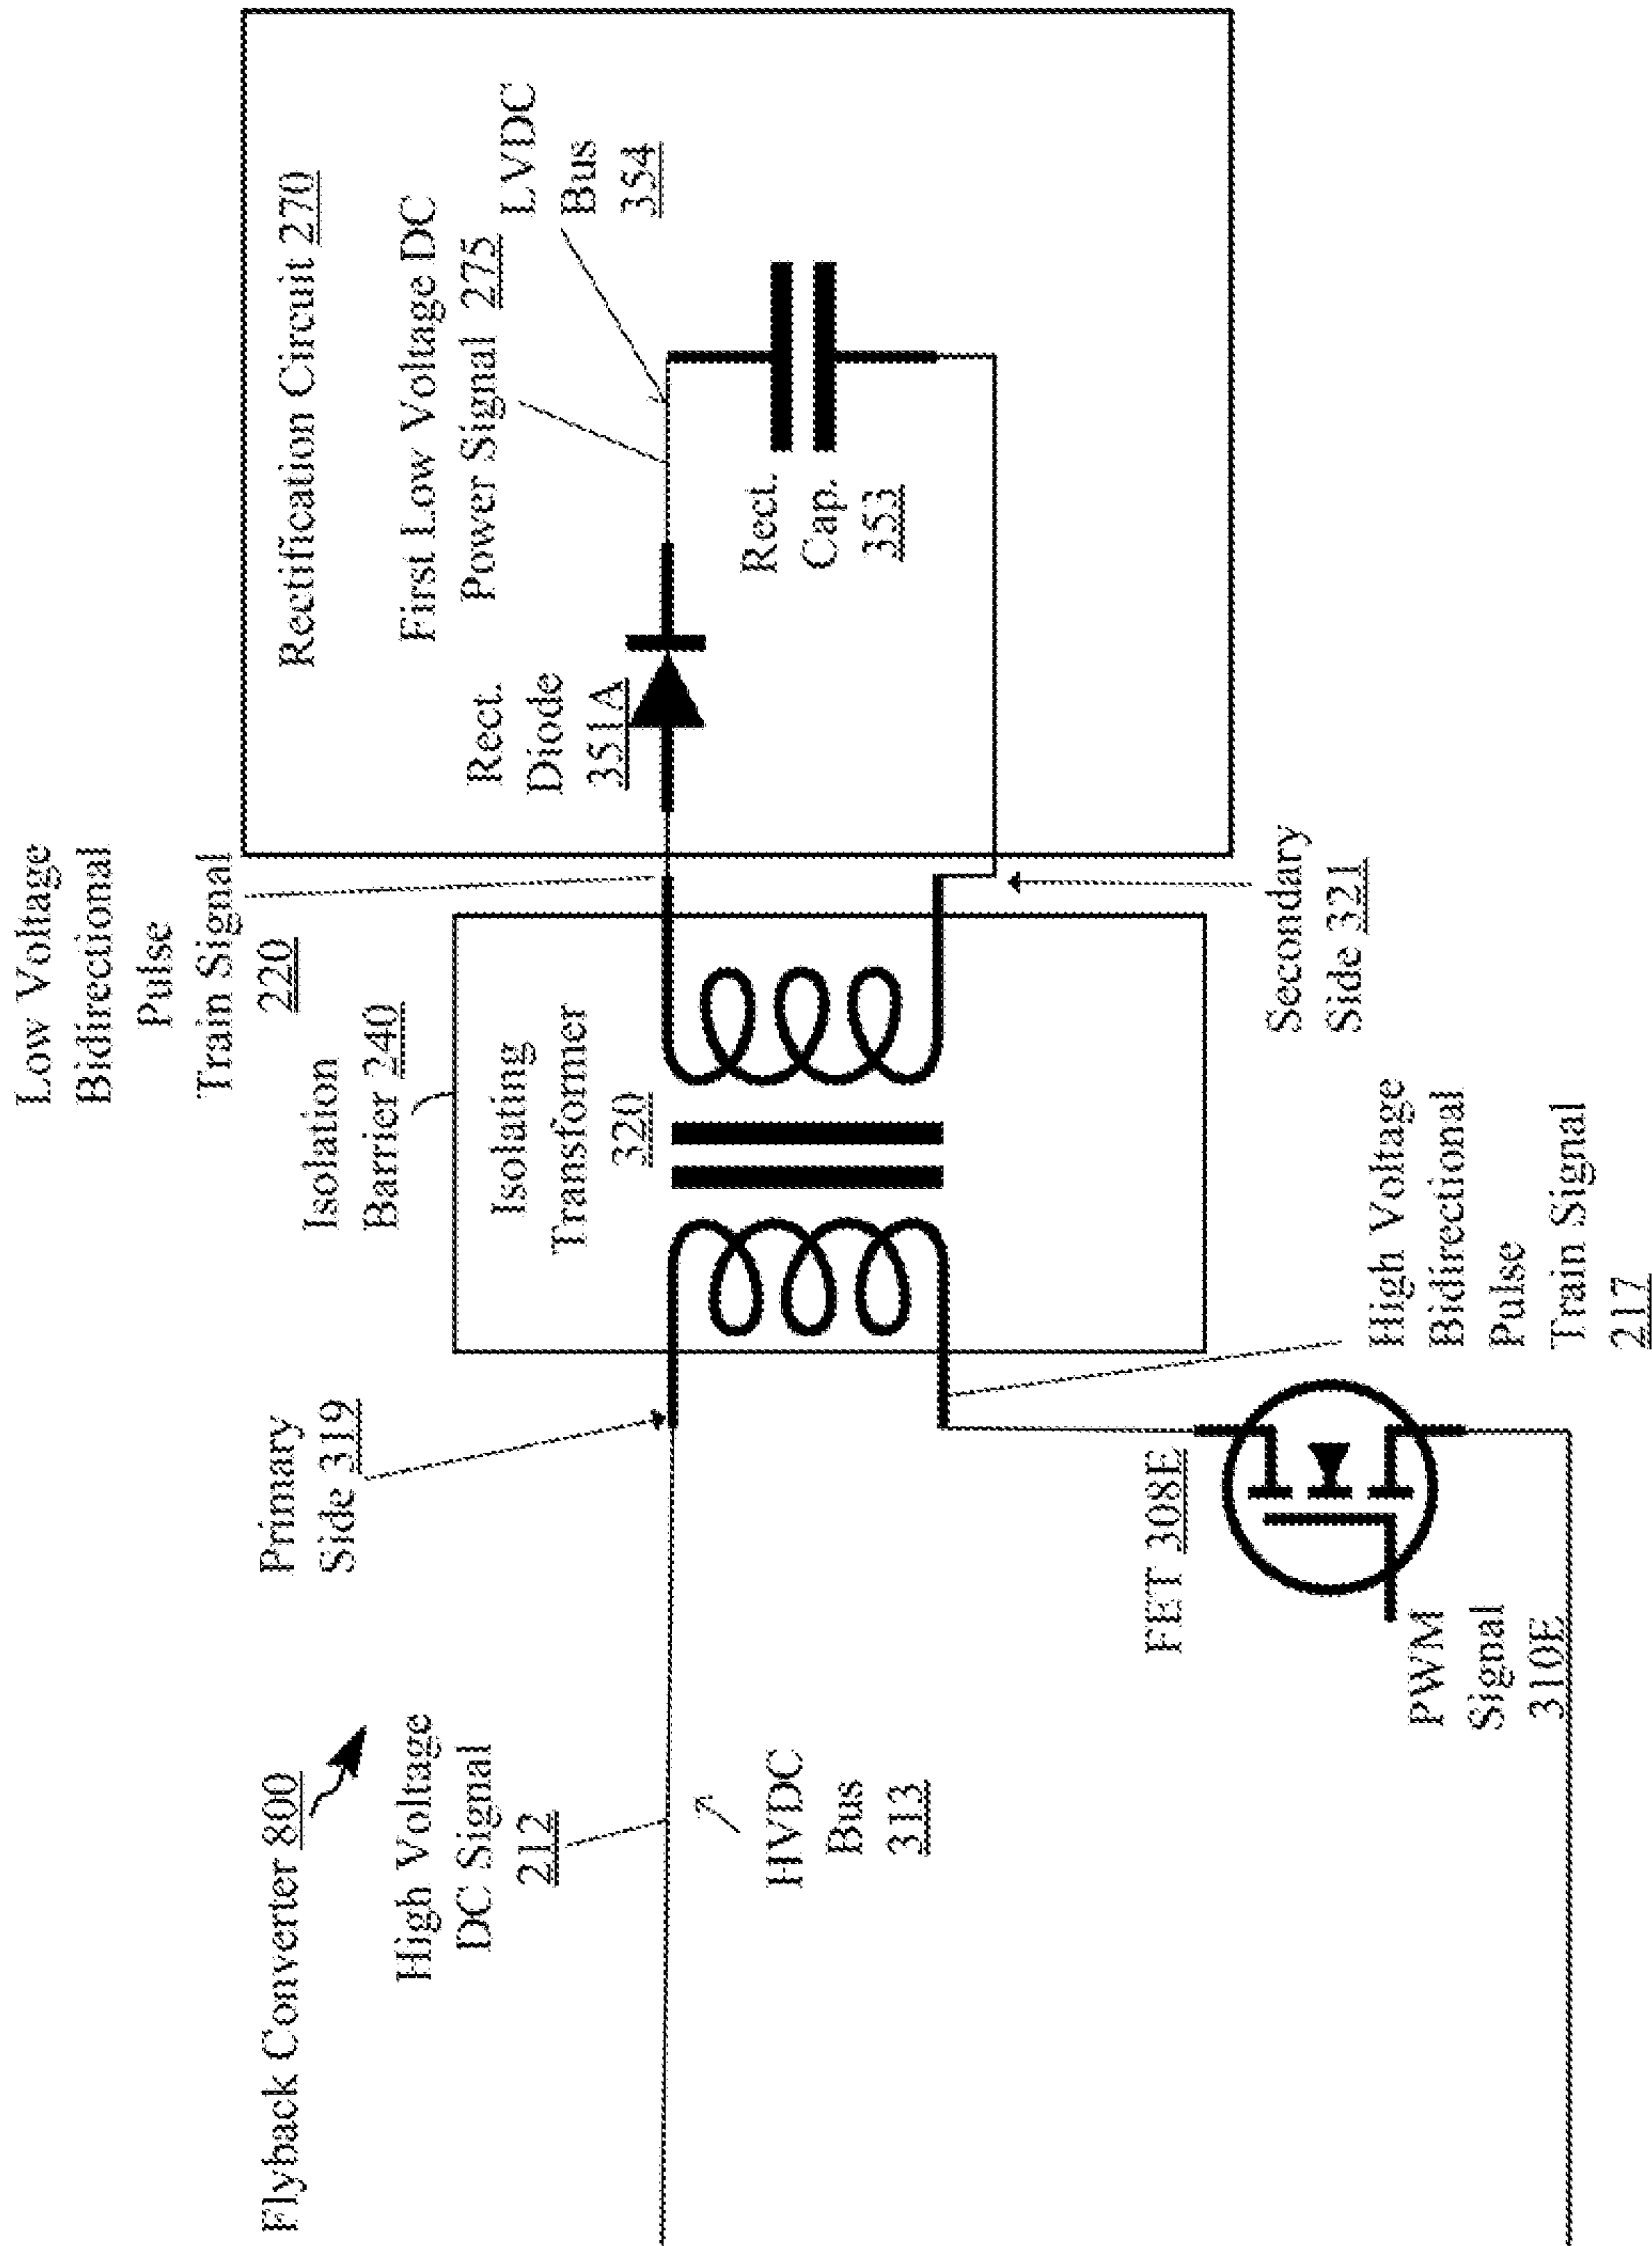 Flyback Converter 800
High Voltage
DC Signal
212
HVDC
Bus
313
Primary
Side 319
FET 308E
PWM
Signal
310E
High Voltage
Bidirectional
Pulse
Train Signal
217
Isolation
Barrier 240
Isolating
Transformer
320
Low Voltage
Bidirectional
Pulse
Train Signal
220
Secondary
Side 321
Rectification Circuit 270
Rect.
Diode
351A
First Low Voltage DC
Power Signal 275
LVDC
Bus
354
Rect.
Cap.
353